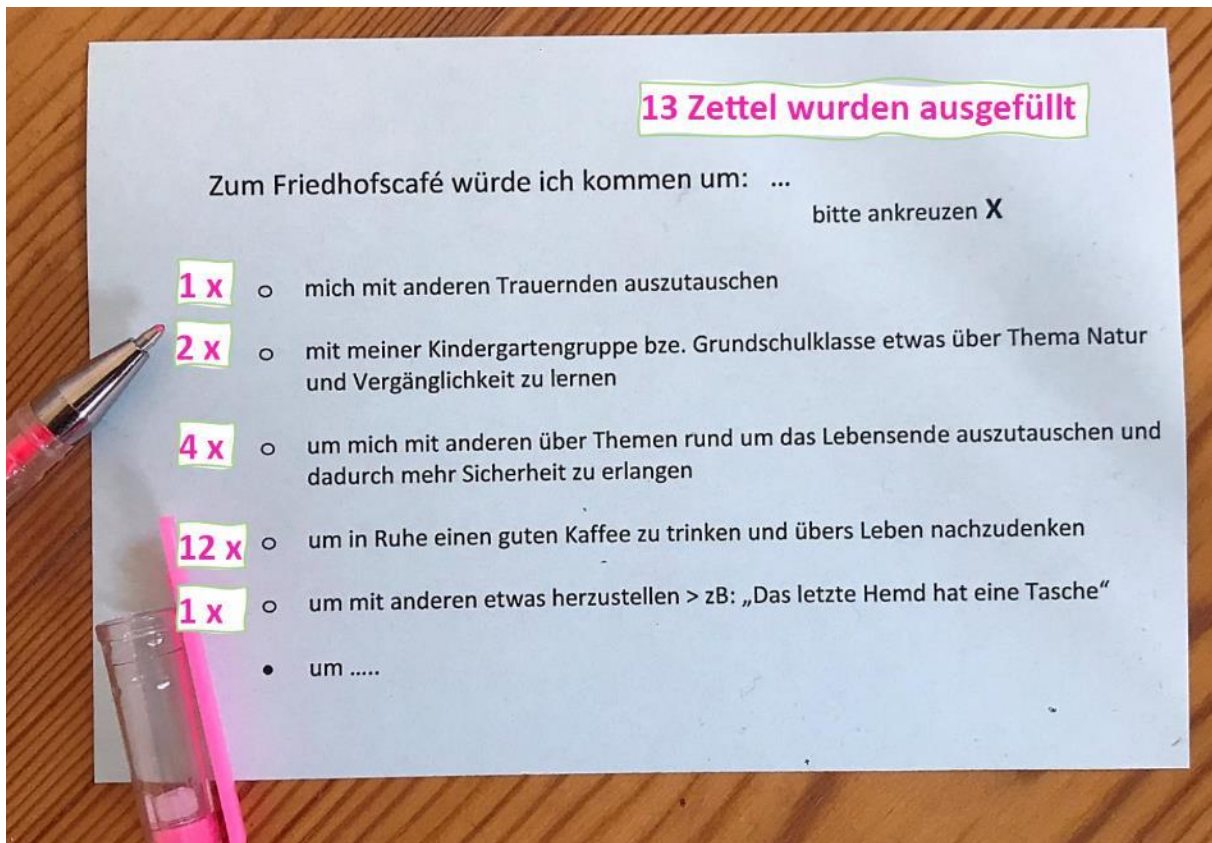 13 Zettel wurden ausgefüllt
Zum Friedhofscafé würde ich kommen um: ...
bitte ankreuzen X
1 x o mich mit anderen Trauernden auszutauschen
2 x o mit meiner Kindergartengruppe bze. Grundschulklasse etwas über Thema Natur
und Vergänglichkeit zu lernen
4 x o um mich mit anderen über Themen rund um das Lebensende auszutauschen und
dadurch mehr Sicherheit zu erlangen
12 x o um in Ruhe einen guten Kaffee zu trinken und übers Leben nachzudenken
1 x o um mit anderen etwas herzustellen > zB: „Das letzte Hemd hat eine Tasche“
• um .....